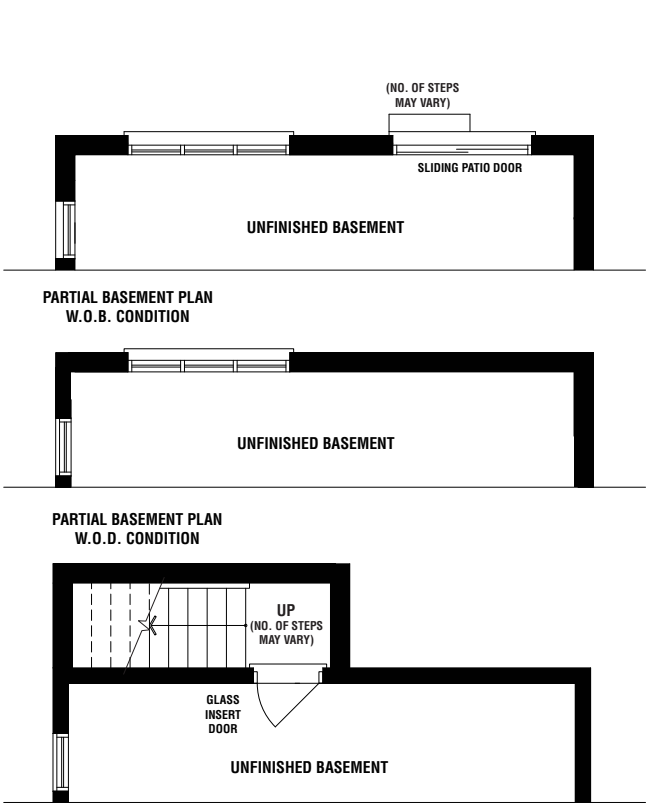 (NO. OF STEPS
MAY VARY)
SLIDING PATIO DOOR
UNFINISHED BASEMENT
PARTIAL BASEMENT PLAN
W.O.B. CONDITION
UNFINISHED BASEMENT
PARTIAL BASEMENT PLAN
W.O.D. CONDITION
UP
(NO. OF STEPS
MAY VARY)
GLASS
INSERT
DOOR
UNFINISHED BASEMENT